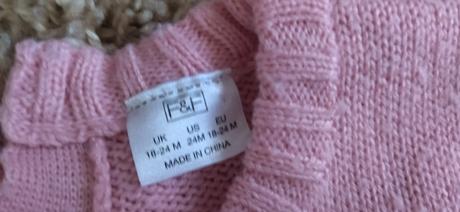 F&F
UK US EU
18-24 M 24M 18-24 M
MADE IN CHINA